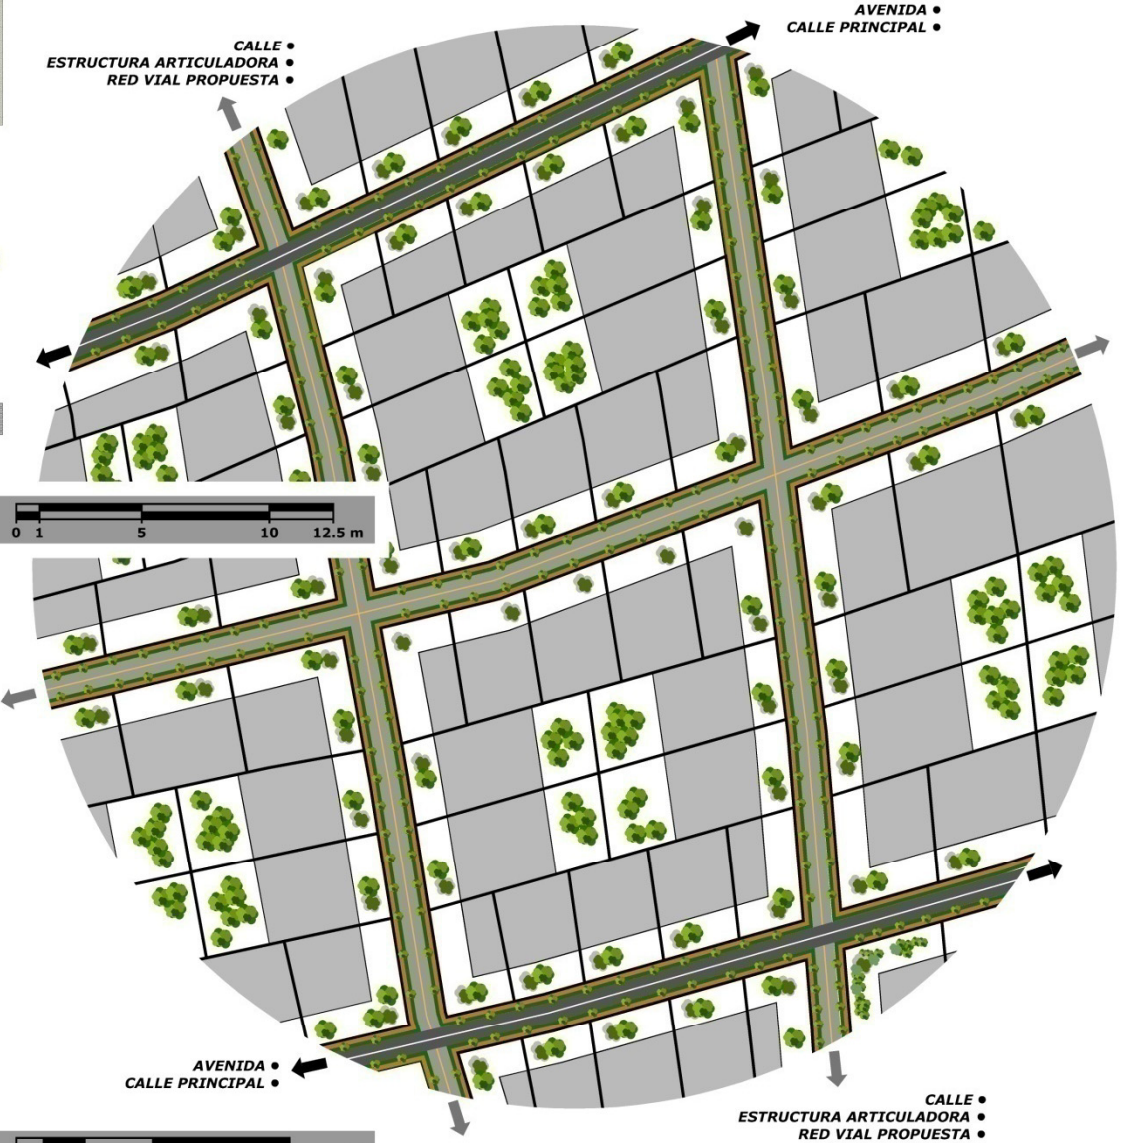 AVENIDA •
CALLE PRINCIPAL •
CALLE •
ESTRUCTURA ARTICULADORA •
RED VIAL PROPUESTA •
0 1 5 10 12.5 m
AVENIDA •
CALLE PRINCIPAL •
CALLE •
ESTRUCTURA ARTICULADORA •
RED VIAL PROPUESTA •